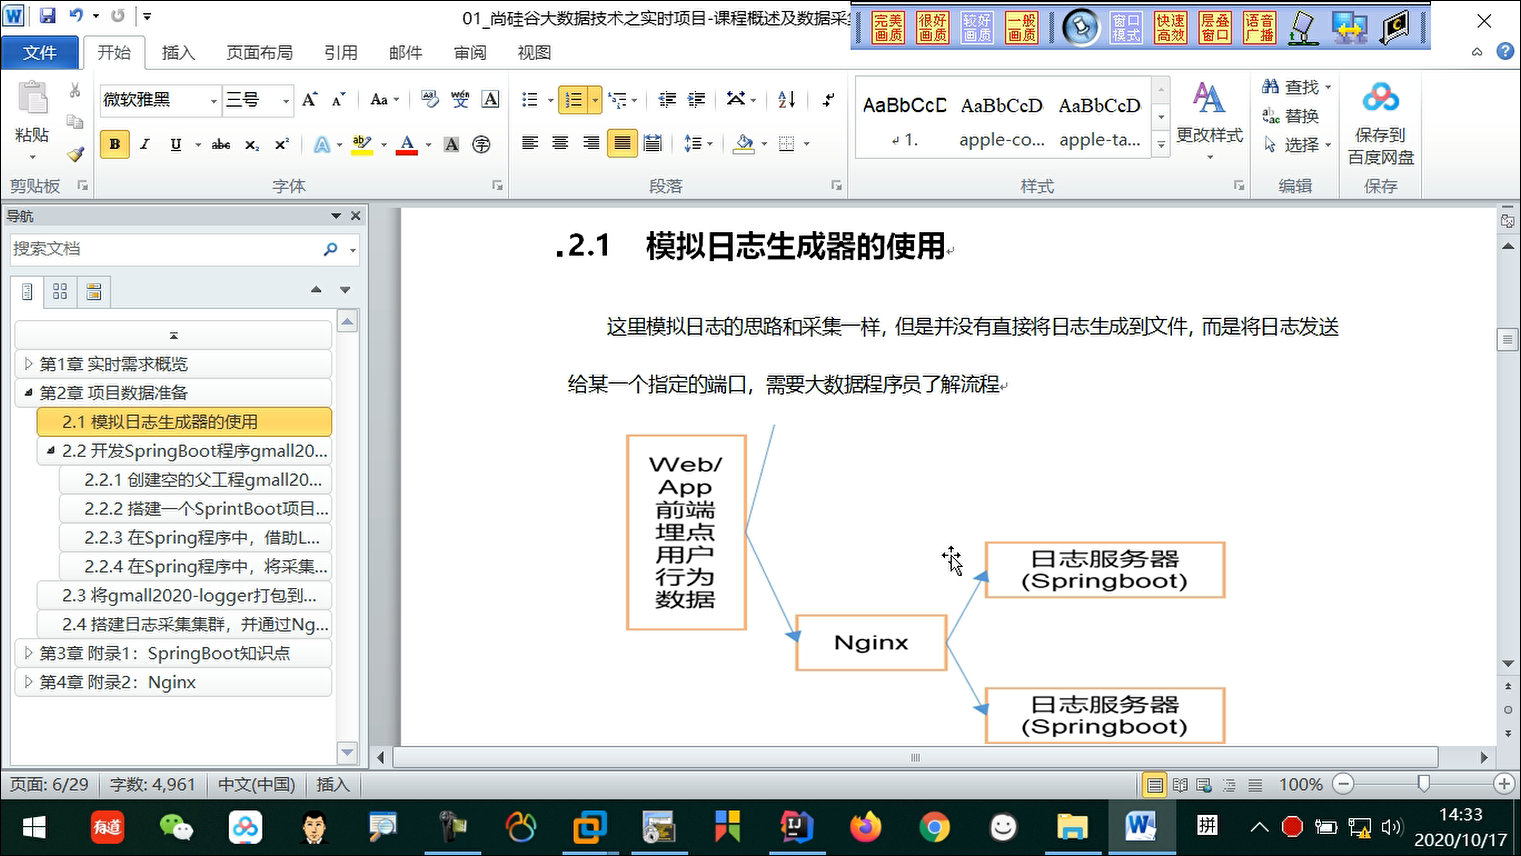 01_尚硅谷大数据技术之实时项目-课程概述及数据采
完美画质
很好画质
较好画质
一般画质
窗口模式
快速高效
层叠窗口
语音广播
文件
开始
插入
页面布局
引用
邮件
审阅
视图
粘贴
剪贴板
微软雅黑
三号
字体
段落
AaBbCcD
AaBbCcD
AaBbCcD
1.
apple-co...
apple-ta...
更改样式
样式
查找
替换
选择
编辑
保存到
百度网盘
保存
导航
搜索文档
第1章 实时需求概览
第2章 项目数据准备
2.1 模拟日志生成器的使用
2.2 开发SpringBoot程序gmall20...
2.2.1 创建空的父工程gmall20...
2.2.2 搭建一个SprintBoot项目...
2.2.3 在Spring程序中，借助L...
2.2.4 在Spring程序中，将采集...
2.3 将gmall2020-logger打包到...
2.4 搭建日志采集集群，并通过Ng...
第3章 附录1：SpringBoot知识点
第4章 附录2：Nginx
.2.1 模拟日志生成器的使用
这里模拟日志的思路和采集一样，但是并没有直接将日志生成到文件，而是将日志发送
给某一个指定的端口，需要大数据程序员了解流程
Web/
App
前端
埋点
用户
行为
数据
Nginx
日志服务器
(Springboot)
日志服务器
(Springboot)
页面: 6/29
字数: 4,961
中文(中国)
插入
100%
有道
拼
14:33
2020/10/17